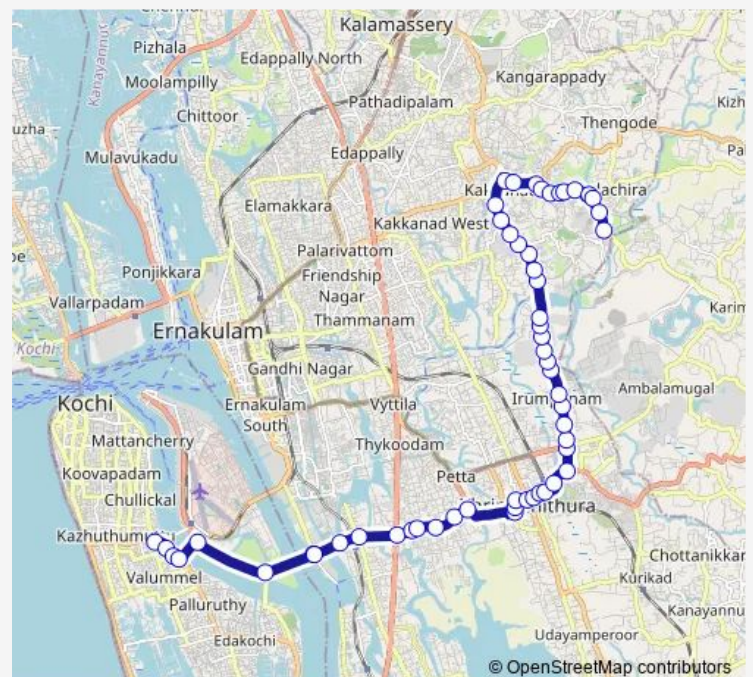 Kalamassery
Pizhala
Edappally North
Kanayannur
Moolampilly
Kangarappady
Pathadipalam
Chittoor
Thengode
Edappally
Mulavukadu
Elamakkara
Kakkanad West
Palarivattom
Ponjikkara
Friendship
Nagar
Vallarpadam
Thammanam
Ernakulam
Kochi
Gandhi Nagar
Ambalamugal
Kochi
Ernakulam
South
Vyttila
Mattancherry
Thykoodam
Koovapadam
Petta
Chullickal
Chottanikkar
Valummel
Kurikad
Palluruthy
Kanayannu
Udayamperoor
Edakochi
© OpenStreetMap contributors